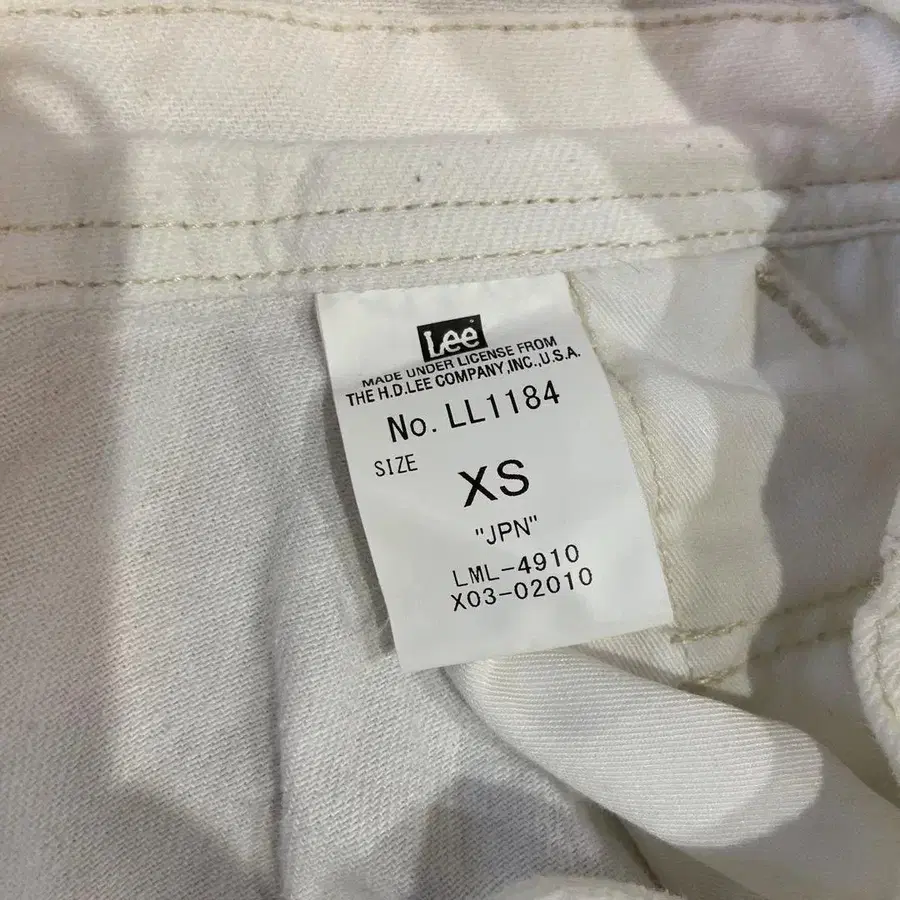 Lee
MADE UNDER LICENSE FROM
THE H.D.LEE COMPANY,INC.,U.S.A.
No. LL1184
SIZE
XS
"JPN"
LML-4910
X03-02010